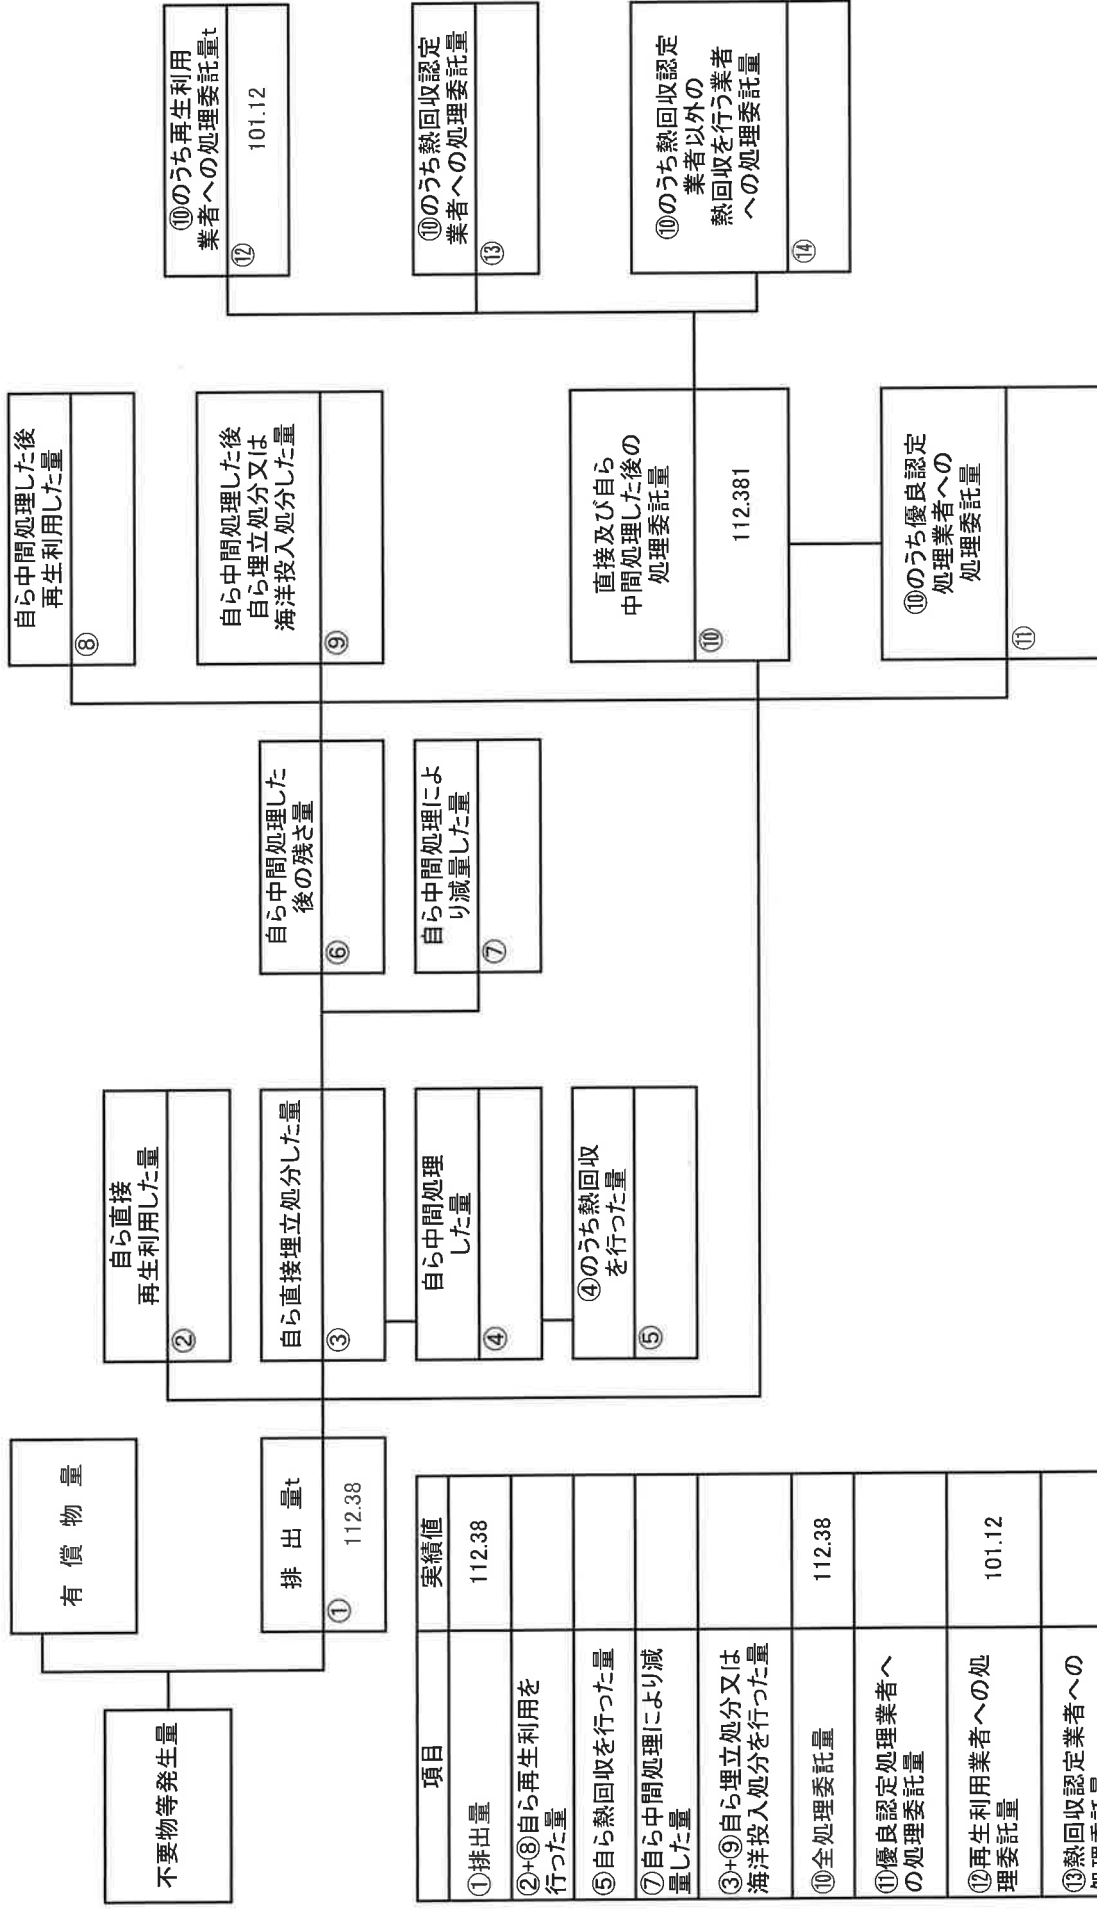 不要物等発生量
有 償 物 量
排 出 量t
①
112.38
自ら直接
再生利用した量
②
自ら直接埋立処分した量
③
自ら中間処理
した量
④
④のうち熱回収
を行った量
⑤
自ら中間処理した
後の残さ量
⑥
自ら中間処理によ
り減量した量
⑦
自ら中間処理した後
再生利用した量
⑧
自ら中間処理した後
自ら埋立処分又は
海洋投入処分した量
⑨
直接及び自ら
中間処理した後の
処理委託量
⑩
112.381
⑩のうち優良認定
処理業者への
処理委託量
⑪
⑩のうち再生利用
業者への処理委託量t
⑫
101.12
⑩のうち熱回収認定
業者への処理委託量
⑬
⑩のうち熱回収認定
業者以外の
熱回収を行う業者
への処理委託量
⑭
項目 実績値
①排出量 112.38
②+⑧自ら再生利用を
行った量
⑤自ら熱回収を行った量
⑦自ら中間処理により減
量した量
③+⑨自ら埋立処分又は
海洋投入処分を行った量
⑩全処理委託量 112.38
⑪優良認定処理業者へ
の処理委託量
⑫再生利用業者への処
理委託量 101.12
⑬熱回収認定業者への